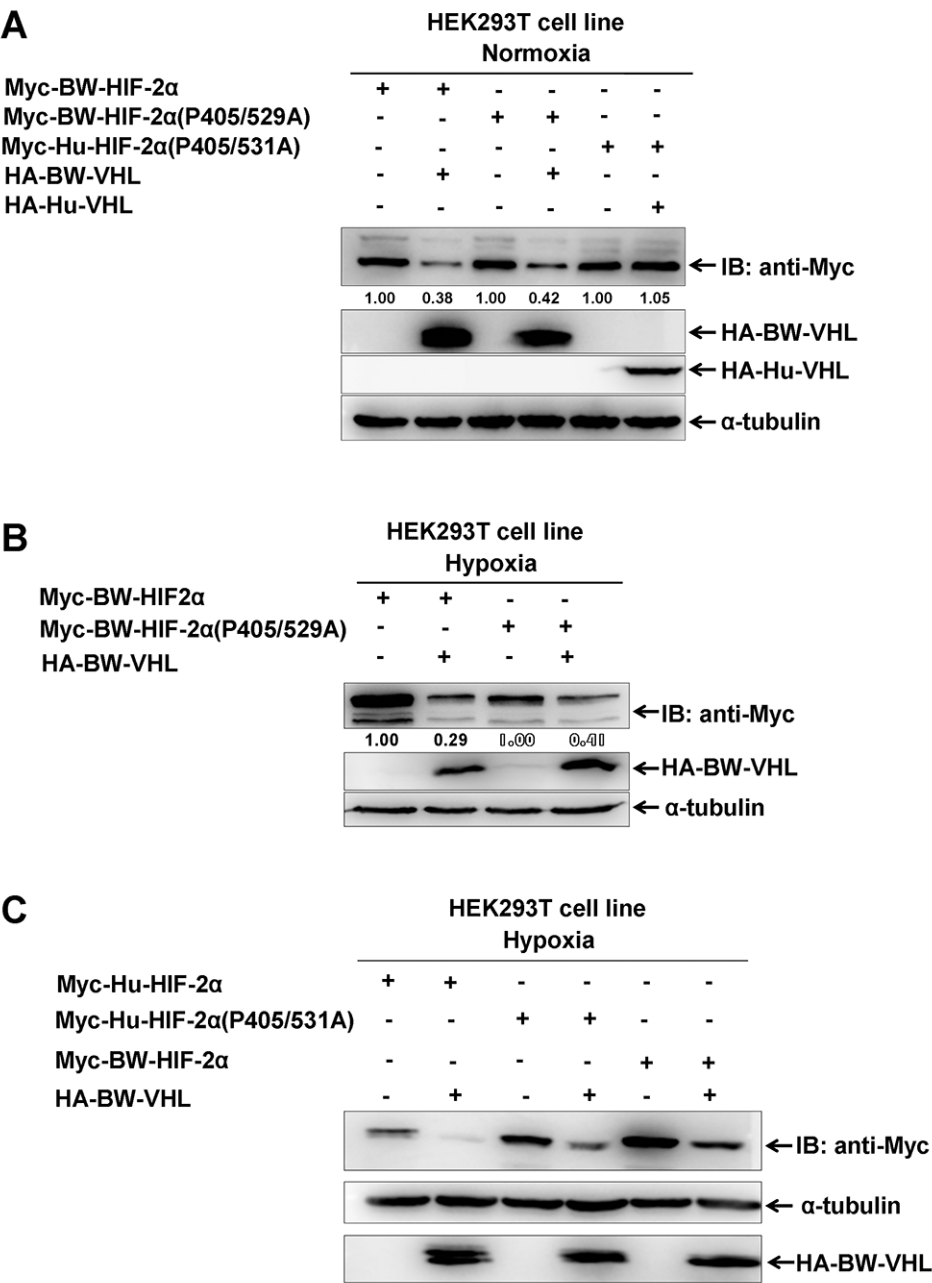 A
HEK293T cell line
Normoxia
Myc-BW-HIF-2α + + - - - -
Myc-BW-HIF-2α(P405/529A) - - + + - -
Myc-Hu-HIF-2α(P405/531A) - - - - + +
HA-BW-VHL - + - + - -
HA-Hu-VHL - - - - - +
IB: anti-Myc
1.00 0.38 1.00 0.42 1.00 1.05
HA-BW-VHL
HA-Hu-VHL
α-tubulin
B
HEK293T cell line
Hypoxia
Myc-BW-HIF2α + + - -
Myc-BW-HIF-2α(P405/529A) - - + +
HA-BW-VHL - + - +
IB: anti-Myc
1.00 0.29 1.00 0.41
HA-BW-VHL
α-tubulin
C
HEK293T cell line
Hypoxia
Myc-Hu-HIF-2α + + - - - -
Myc-Hu-HIF-2α(P405/531A) - - + + - -
Myc-BW-HIF-2α - - - - + +
HA-BW-VHL - + - + - +
IB: anti-Myc
α-tubulin
HA-BW-VHL